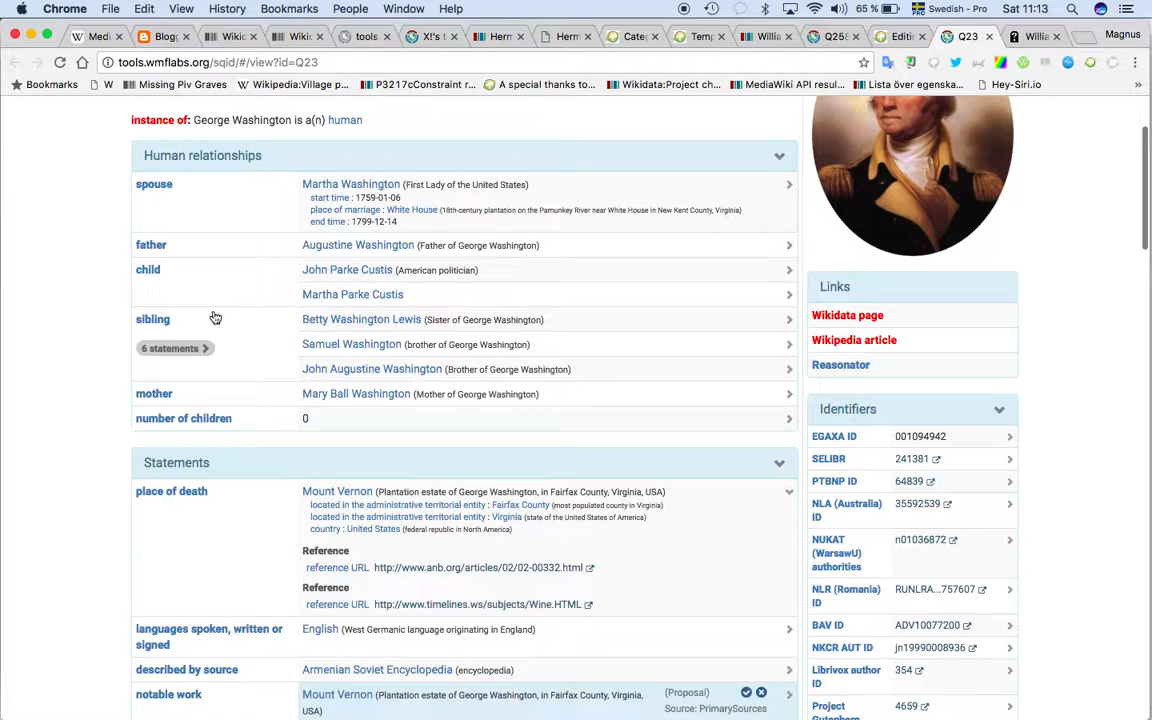 Chrome File Edit View History Bookmarks People Window Help 65 % Swedish - Pro Sat 11:13
Medi Blogg Wikic Wikic tools X!'s t Her Herm Cate Temp Willia Q258 Editin Q23 Willia Magnus
tools.wmflabs.org/sqid/#/view?id=Q23
Bookmarks W Missing Piv Graves Wikipedia:Village p... P3217cConstraint r... A special thanks to... Wikidata:Project ch... MediaWiki API resul... Lista över egenska... Hey-Siri.io »
instance of: George Washington is a(n) human
Human relationships
spouse Martha Washington (First Lady of the United States)
start time : 1759-01-06
place of marriage : White House (18th-century plantation on the Pamunkey River near White House in New Kent County, Virginia)
end time : 1799-12-14
father Augustine Washington (Father of George Washington)
child John Parke Custis (American politician)
Martha Parke Custis
sibling Betty Washington Lewis (Sister of George Washington)
6 statements Samuel Washington (brother of George Washington)
John Augustine Washington (Brother of George Washington)
mother Mary Ball Washington (Mother of George Washington)
number of children 0
Statements
place of death Mount Vernon (Plantation estate of George Washington, in Fairfax County, Virginia, USA)
located in the administrative territorial entity : Fairfax County (most populated county in Virginia)
located in the administrative territorial entity : Virginia (state of the United States of America)
country : United States (federal republic in North America)
Reference
reference URL http://www.anb.org/articles/02/02-00332.html
Reference
reference URL http://www.timelines.ws/subjects/Wine.HTML
languages spoken, written or signed English (West Germanic language originating in England)
described by source Armenian Soviet Encyclopedia (encyclopedia)
notable work Mount Vernon (Plantation estate of George Washington, in Fairfax County, Virginia, USA) (Proposal)
Source: PrimarySources
Links
Wikidata page
Wikipedia article
Reasonator
Identifiers
EGAXA ID 001094942
SELIBR 241381
PTBNP ID 64839
NLA (Australia) ID 35592539
NUKAT (WarsawU) authorities n01036872
NLR (Romania) ID RUNLRA...757607
BAV ID ADV10077200
NKCR AUT ID jn19990008936
Librivox author ID 354
Project Gutenberg 4659